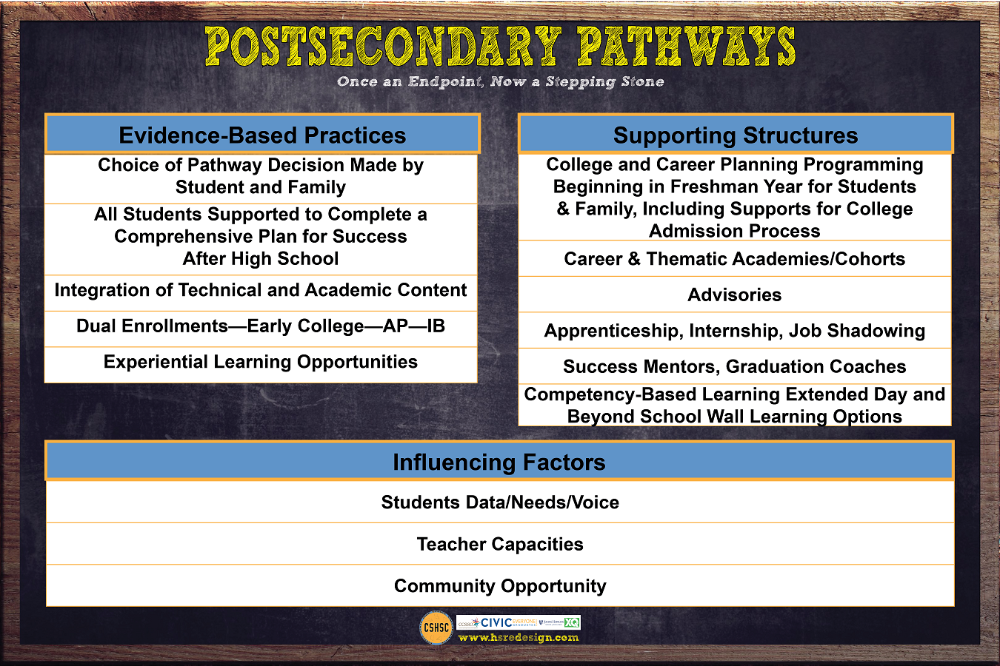 POSTSECONDARY PATHWAYS
Once an Endpoint, Now a Stepping Stone
Evidence-Based Practices
Choice of Pathway Decision Made by
Student and Family
All Students Supported to Complete a
Comprehensive Plan for Success
After High School
Integration of Technical and Academic Content
Dual Enrollments—Early College—AP—IB
Experiential Learning Opportunities
Supporting Structures
College and Career Planning Programming
Beginning in Freshman Year for Students
& Family, Including Supports for College
Admission Process
Career & Thematic Academies/Cohorts
Advisories
Apprenticeship, Internship, Job Shadowing
Success Mentors, Graduation Coaches
Competency-Based Learning Extended Day and
Beyond School Wall Learning Options
Influencing Factors
Students Data/Needs/Voice
Teacher Capacities
Community Opportunity
CSHSC
CCSSO
CIVIC
EVERYONE
GRADUATES
JOHNS HOPKINS
XQ
www.hsredesign.com